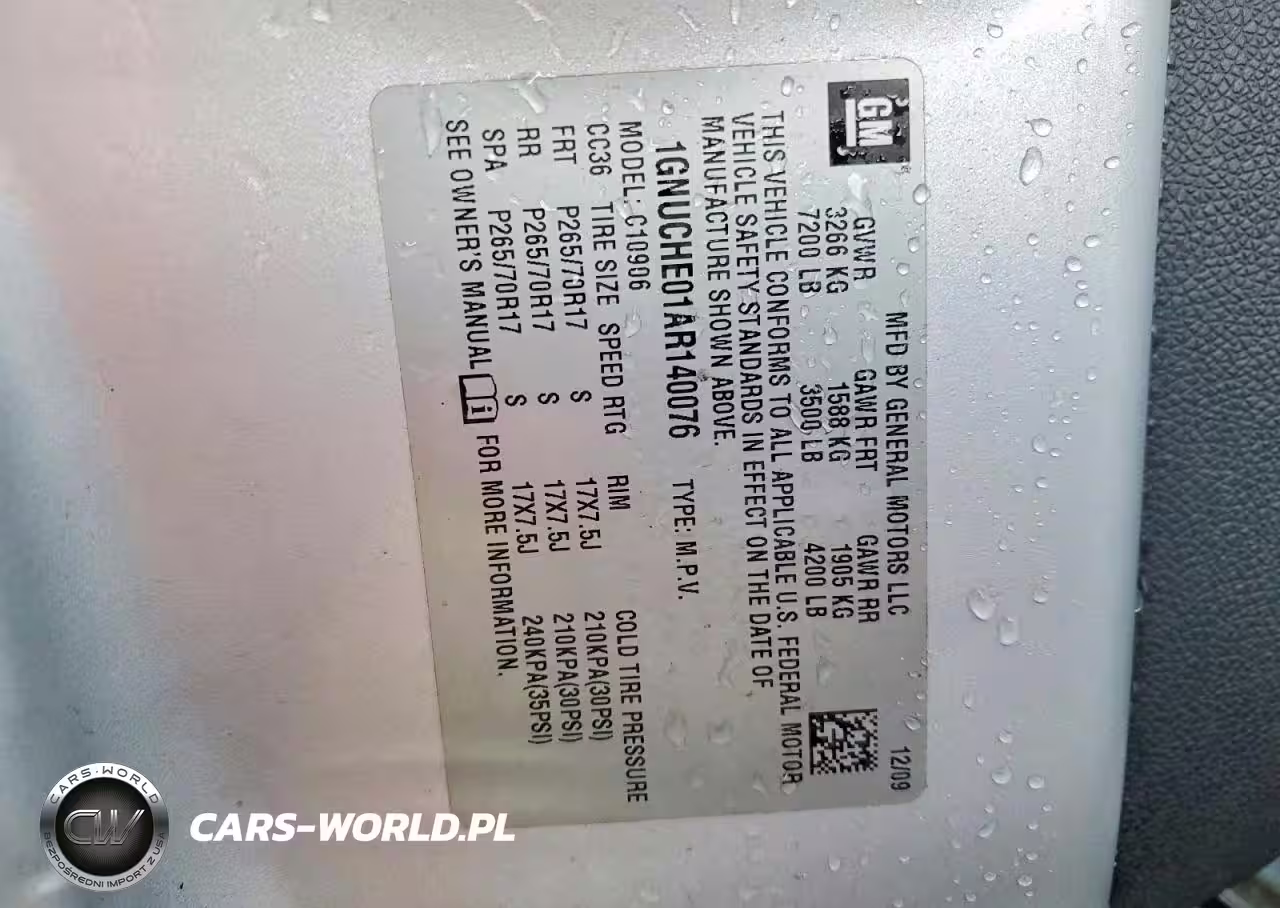 GM
MFD BY GENERAL MOTORS LLC 12/09
GVWR GAWR FRT GAWR RR
3266 KG 1588 KG 1905 KG
7200 LB 3500 LB 4200 LB
THIS VEHICLE CONFORMS TO ALL APPLICABLE U.S. FEDERAL MOTOR
VEHICLE SAFETY STANDARDS IN EFFECT ON THE DATE OF
MANUFACTURE SHOWN ABOVE.
1GNUCHE01AR140076 TYPE: M.P.V.
MODEL: C10906
CC36 TIRE SIZE SPEED RTG RIM COLD TIRE PRESSURE
FRT P265/70R17 S 17X7.5J 210KPA(30PSI)
RR P265/70R17 S 17X7.5J 210KPA(30PSI)
SPA P265/70R17 S 17X7.5J 240KPA(35PSI)
SEE OWNER'S MANUAL FOR MORE INFORMATION.
CARS-WORLD
CW
BEZPOŚREDNI IMPORT Z USA
CARS-WORLD.PL